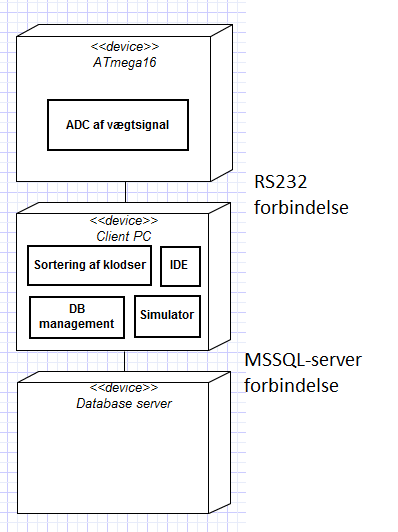 <<device>>
ATmega16
ADC af vægtsignal
RS232
forbindelse
<<device>>
Client PC
Sortering af klodser
IDE
DB
management
Simulator
MSSQL-server
forbindelse
<<device>>
Database server